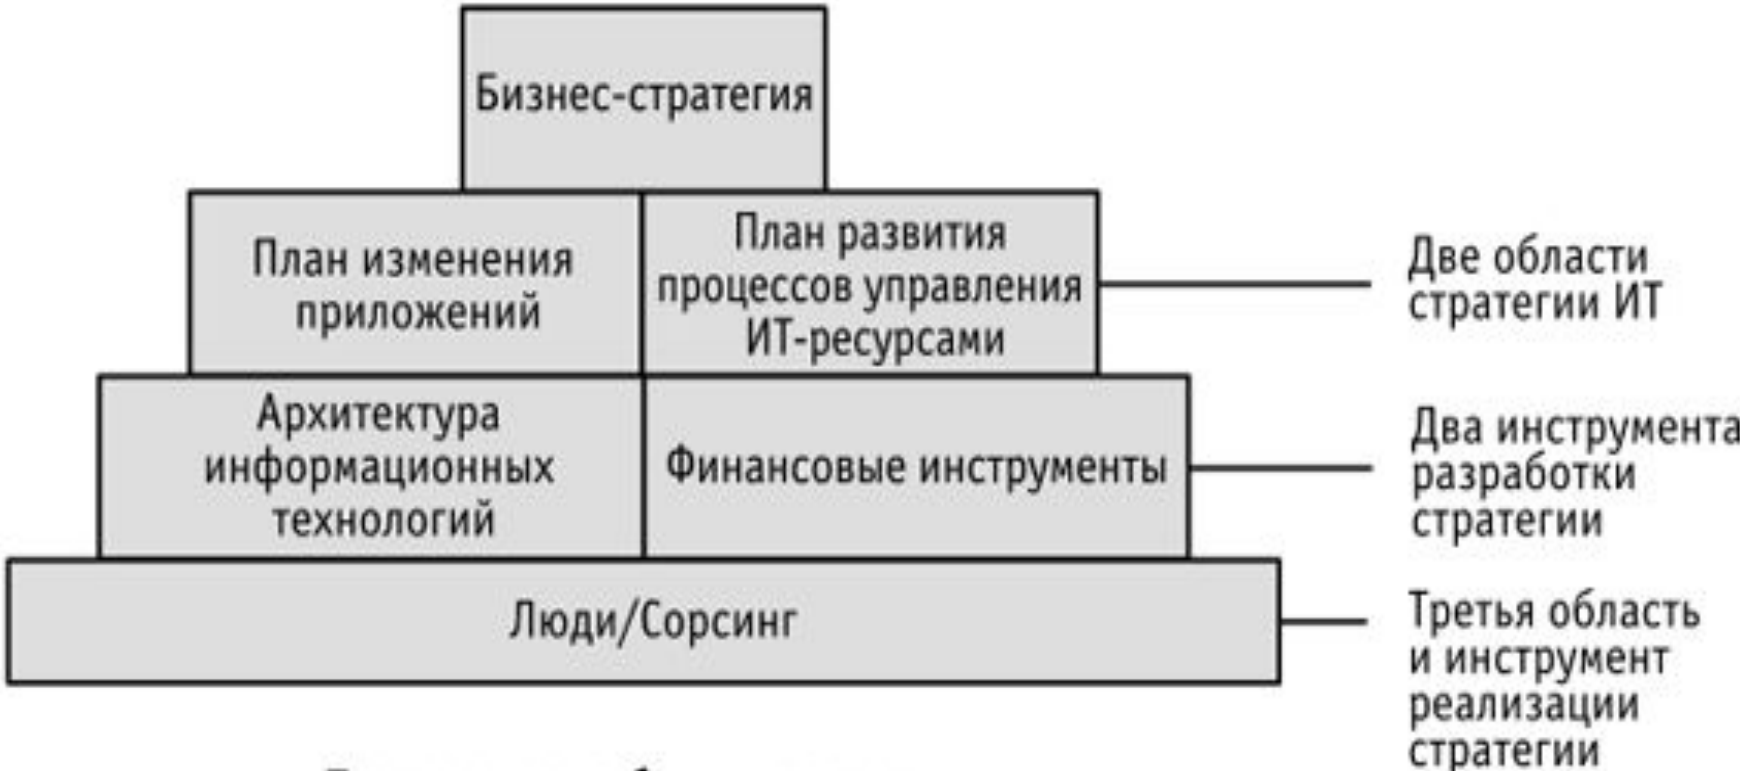 Бизнес-стратегия
План изменения
приложений
План развития
процессов управления
ИТ-ресурсами
Две области
стратегии ИТ
Архитектура
информационных
технологий
Финансовые инструменты
Два инструмента
разработки
стратегии
Люди/Сорсинг
Третья область
и инструмент
реализации
стратегии